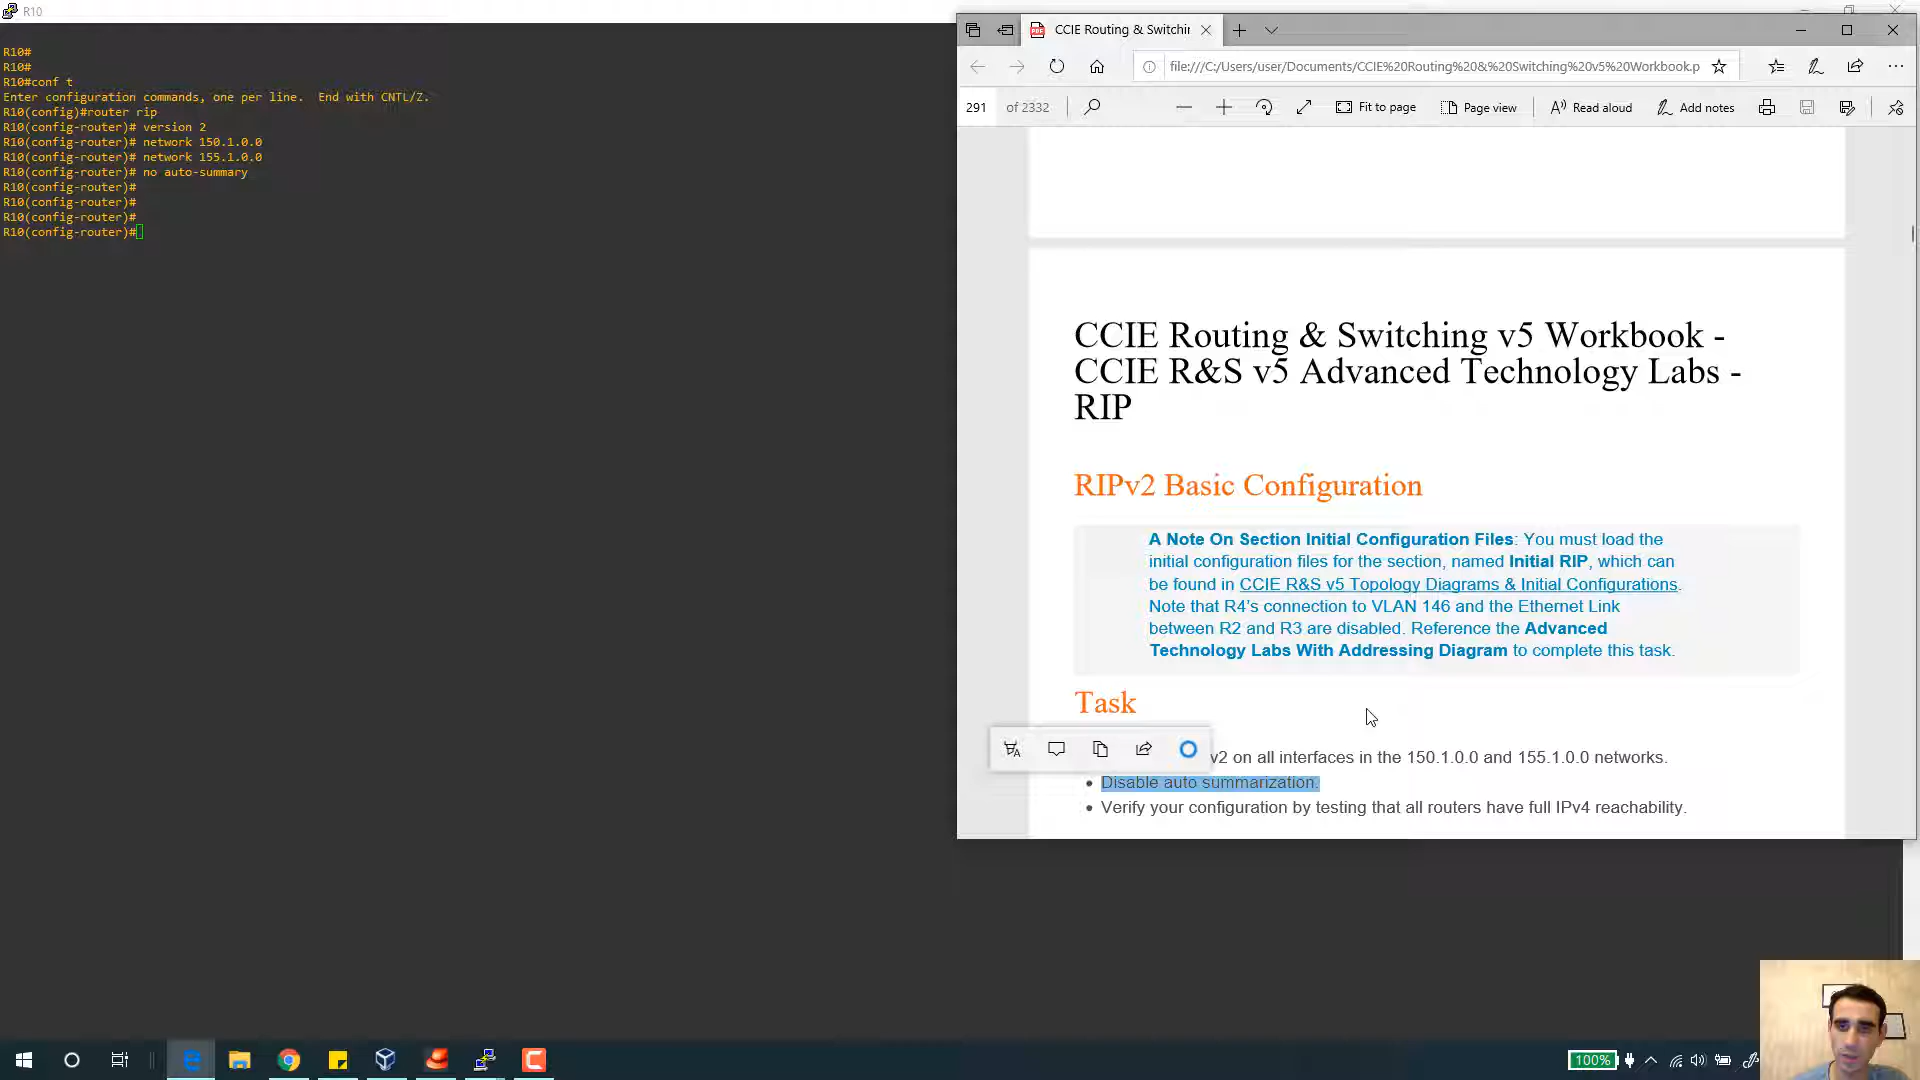 R10
R10#
R10#
R10#conf t
Enter configuration commands, one per line.  End with CNTL/Z.
R10(config)#router rip
R10(config-router)# version 2
R10(config-router)# network 150.1.0.0
R10(config-router)# network 155.1.0.0
R10(config-router)# no auto-summary
R10(config-router)#
R10(config-router)#
R10(config-router)#
R10(config-router)#
CCIE Routing & Switchin
file:///C:/Users/user/Documents/CCIE%20Routing%20&%20Switching%20v5%20Workbook.p
291 of 2332
Fit to page
Page view
Read aloud
Add notes
CCIE Routing & Switching v5 Workbook -
CCIE R&S v5 Advanced Technology Labs -
RIP
RIPv2 Basic Configuration
A Note On Section Initial Configuration Files: You must load the
initial configuration files for the section, named Initial RIP, which can
be found in CCIE R&S v5 Topology Diagrams & Initial Configurations.
Note that R4's connection to VLAN 146 and the Ethernet Link
between R2 and R3 are disabled. Reference the Advanced
Technology Labs With Addressing Diagram to complete this task.
Task
v2 on all interfaces in the 150.1.0.0 and 155.1.0.0 networks.
• Disable auto summarization.
• Verify your configuration by testing that all routers have full IPv4 reachability.
100%